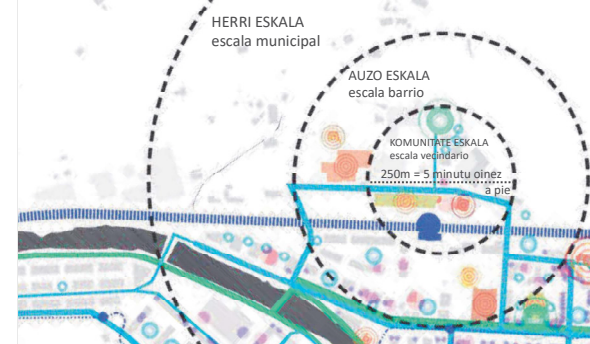 HERRI ESKALA
escala municipal
AUZO ESKALA
escala barrio
KOMUNITATE ESKALA
escala vecindario
250m = 5 minutu oinez
a pie